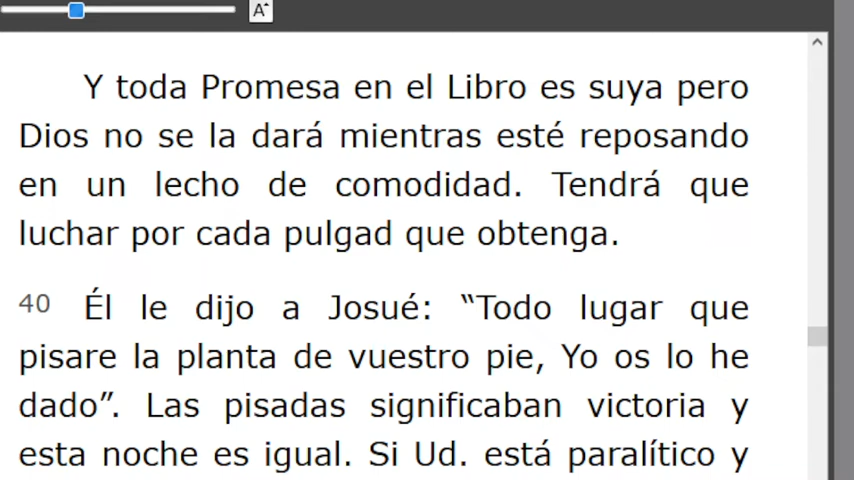 A
Y toda Promesa en el Libro es suya pero
Dios no se la dará mientras esté reposando
en un lecho de comodidad. Tendrá que
luchar por cada pulgad que obtenga.
40 Él le dijo a Josué: “Todo lugar que
pisare la planta de vuestro pie, Yo os lo he
dado”. Las pisadas significaban victoria y
esta noche es igual. Si Ud. está paralítico y